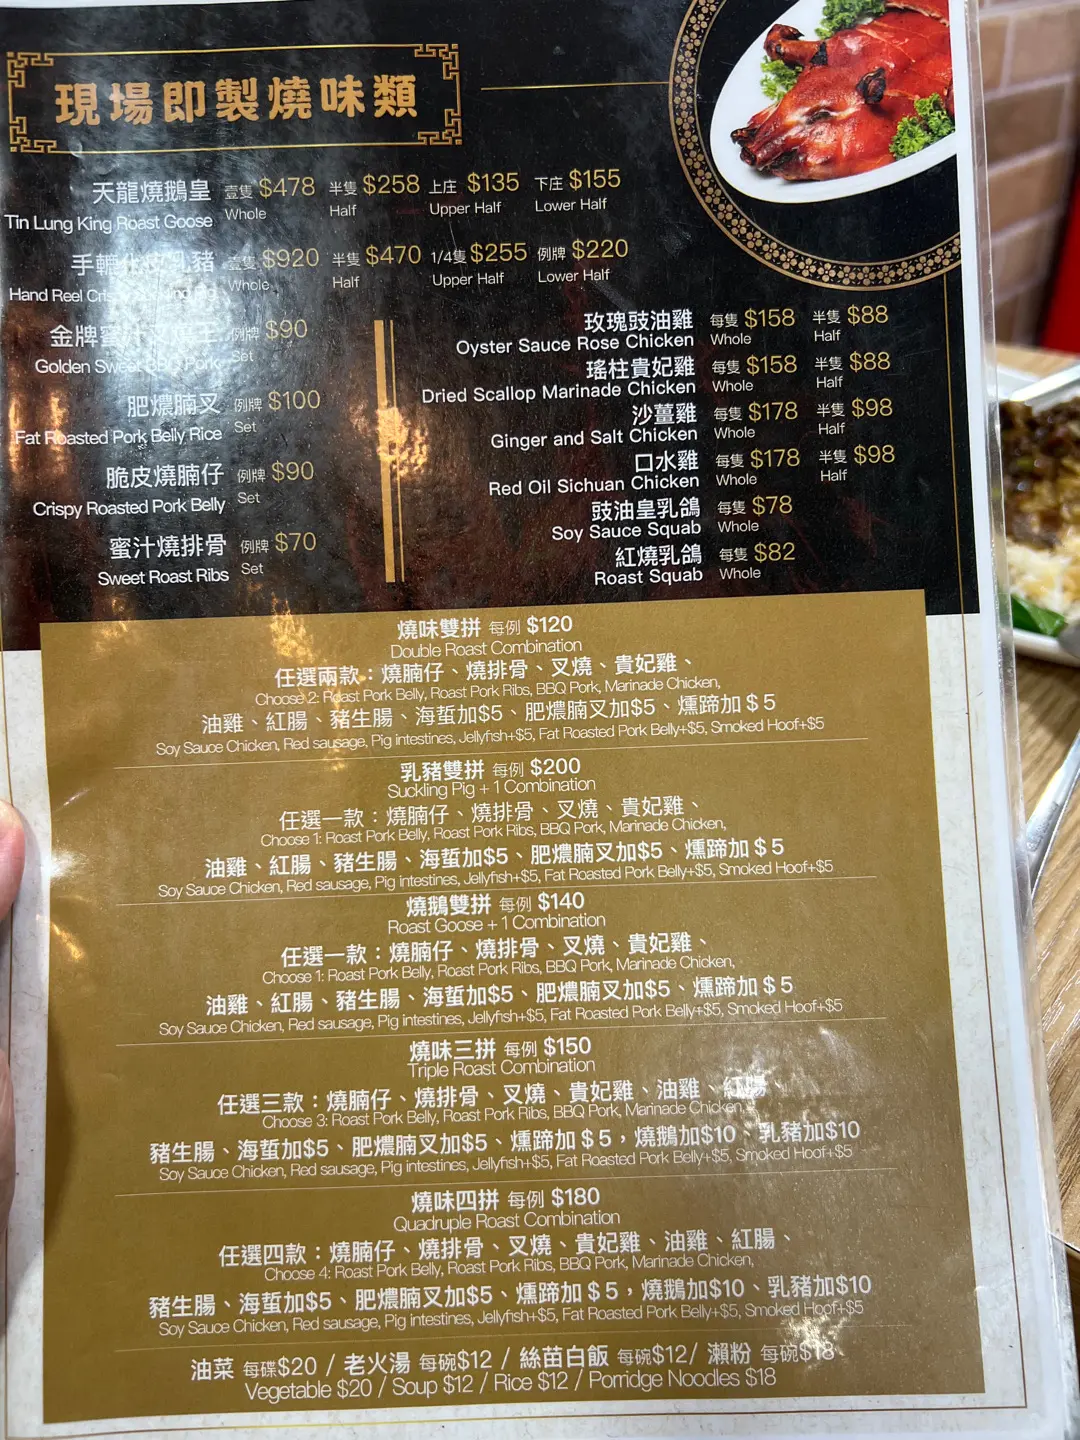 現場即製燒味類
天龍燒鵝皇 壹隻 $478 半隻 $258 上庄 $135 下庄 $155
Tin Lung King Roast Goose Whole Half Upper Half Lower Half
手轆化皮乳豬 壹隻 $920 半隻 $470 1/4隻 $255 例牌 $220
Hand Reel Whole Half Upper Half Lower Half
金牌蜜汁 例牌 $90
Golden Sweet BBQ Pork Set
肥燶腩叉 例牌 $100
Fat Roasted Pork Belly Rice Set
脆皮燒腩仔 例牌 $90
Crispy Roasted Pork Belly Set
蜜汁燒排骨 例牌 $70
Sweet Roast Ribs Set
玫瑰豉油雞 每隻 $158 半隻 $88
Oyster Sauce Rose Chicken Whole Half
瑤柱貴妃雞 每隻 $158 半隻 $88
Dried Scallop Marinade Chicken Whole Half
沙薑雞 每隻 $178 半隻 $98
Ginger and Salt Chicken Whole Half
口水雞 每隻 $178 半隻 $98
Red Oil Sichuan Chicken Whole Half
豉油皇乳鴿 每隻 $78
Soy Sauce Squab Whole
紅燒乳鴿 每隻 $82
Roast Squab Whole
燒味雙拼 每例 $120
Double Roast Combination
任選兩款：燒腩仔、燒排骨、叉燒、貴妃雞、
Choose 2: Roast Pork Belly, Roast Pork Ribs, BBQ Pork, Marinade Chicken,
油雞、紅腸、豬生腸、海蜇加$5、肥燶腩叉加$5、燻蹄加＄5
Soy Sauce Chicken, Red sausage, Pig intestines, Jellyfish+$5, Fat Roasted Pork Belly+$5, Smoked Hoof+$5
乳豬雙拼 每例 $200
Suckling Pig + 1 Combination
任選一款：燒腩仔、燒排骨、叉燒、貴妃雞、
Choose 1: Roast Pork Belly, Roast Pork Ribs, BBQ Pork, Marinade Chicken,
油雞、紅腸、豬生腸、海蜇加$5、肥燶腩叉加$5、燻蹄加＄5
Soy Sauce Chicken, Red sausage, Pig intestines, Jellyfish+$5, Fat Roasted Pork Belly+$5, Smoked Hoof+$5
燒鵝雙拼 每例 $140
Roast Goose + 1 Combination
任選一款：燒腩仔、燒排骨、叉燒、貴妃雞、
Choose 1: Roast Pork Belly, Roast Pork Ribs, BBQ Pork, Marinade Chicken,
油雞、紅腸、豬生腸、海蜇加$5、肥燶腩叉加$5、燻蹄加＄5
Soy Sauce Chicken, Red sausage, Pig intestines, Jellyfish+$5, Fat Roasted Pork Belly+$5, Smoked Hoof+$5
燒味三拼 每例 $150
Triple Roast Combination
任選三款：燒腩仔、燒排骨、叉燒、貴妃雞、油雞、紅腸、
Choose 3: Roast Pork Belly, Roast Pork Ribs, BBQ Pork, Marinade Chicken,
豬生腸、海蜇加$5、肥燶腩叉加$5、燻蹄加＄5，燒鵝加$10、乳豬加$10
Soy Sauce Chicken, Red sausage, Pig intestines, Jellyfish+$5, Fat Roasted Pork Belly+$5, Smoked Hoof+$5
燒味四拼 每例 $180
Quadruple Roast Combination
任選四款：燒腩仔、燒排骨、叉燒、貴妃雞、油雞、紅腸、
Choose 4: Roast Pork Belly, Roast Pork Ribs, BBQ Pork, Marinade Chicken,
豬生腸、海蜇加$5、肥燶腩叉加$5、燻蹄加＄5，燒鵝加$10、乳豬加$10
Soy Sauce Chicken, Red sausage, Pig intestines, Jellyfish+$5, Fat Roasted Pork Belly+$5, Smoked Hoof+$5
油菜 每碟$20 / 老火湯 每碗$12 / 絲苗白飯 每碗$12/ 瀨粉 每碗$18
Vegetable $20 / Soup $12 / Rice $12 / Porridge Noodles $18